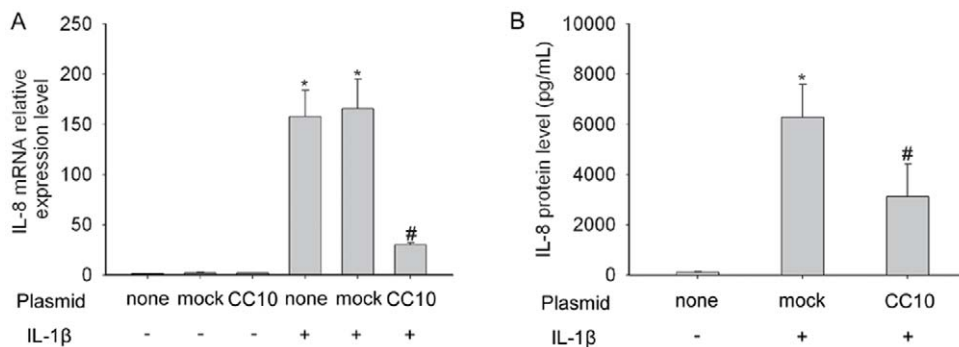 A
IL-8 mRNA relative
expression level
250
200
150
100
50
0
* * #
Plasmid none mock CC10 none mock CC10
IL-1β - - - + + +
B
IL-8 protein level (pg/mL)
10000
8000
6000
4000
2000
0
* #
Plasmid none mock CC10
IL-1β - + +